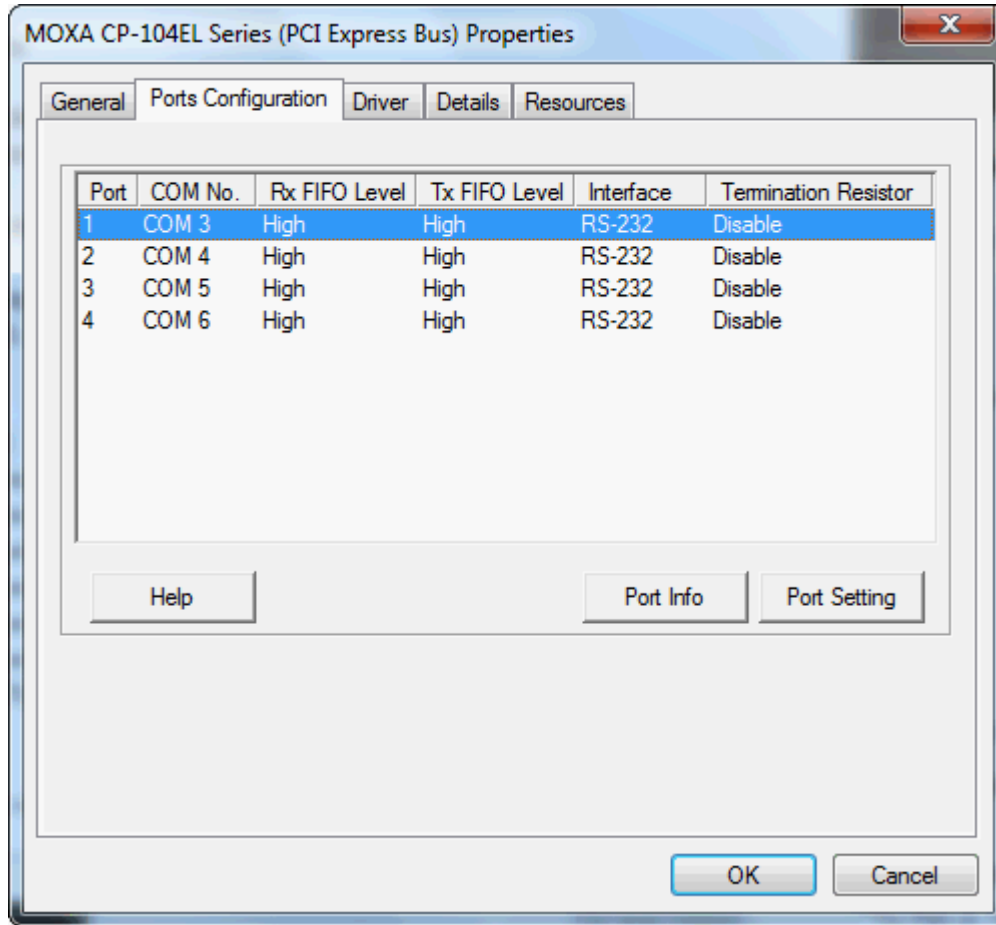 MOXA CP-104EL Series (PCI Express Bus) Properties
General Ports Configuration Driver Details Resources
Port COM No. Rx FIFO Level Tx FIFO Level Interface Termination Resistor
1 COM 3 High High RS-232 Disable
2 COM 4 High High RS-232 Disable
3 COM 5 High High RS-232 Disable
4 COM 6 High High RS-232 Disable
Help Port Info Port Setting
OK Cancel